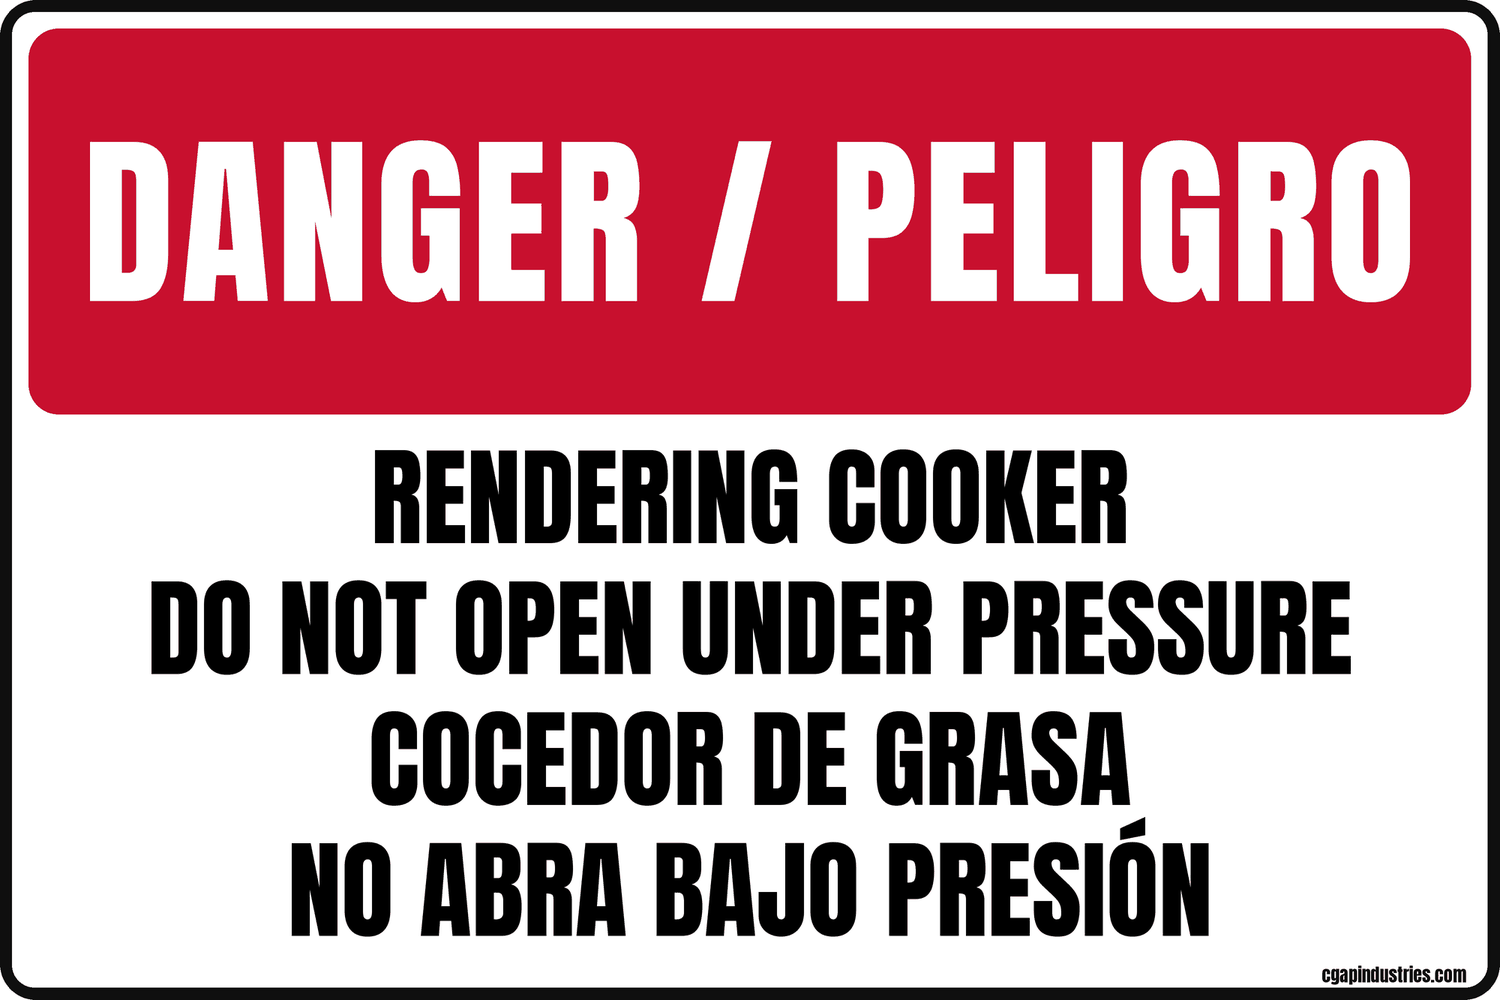 DANGER / PELIGRO
RENDERING COOKER
DO NOT OPEN UNDER PRESSURE
COCEDOR DE GRASA
NO ABRA BAJO PRESIÓN
cgapindustries.com